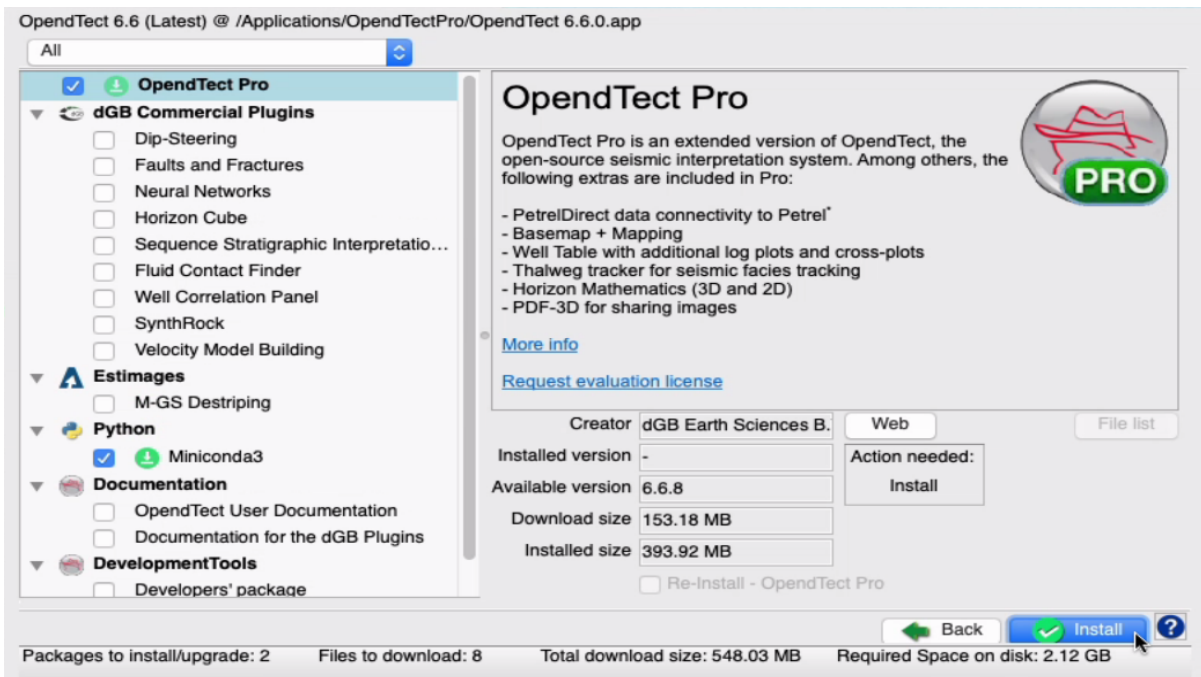 OpendTect 6.6 (Latest) @ /Applications/OpendTectPro/OpendTect 6.6.0.app
All
OpendTect Pro
dGB Commercial Plugins
Dip-Steering
Faults and Fractures
Neural Networks
Horizon Cube
Sequence Stratigraphic Interpretatio...
Fluid Contact Finder
Well Correlation Panel
SynthRock
Velocity Model Building
Estimages
M-GS Destriping
Python
Miniconda3
Documentation
OpendTect User Documentation
Documentation for the dGB Plugins
DevelopmentTools
Developers' package
OpendTect Pro
OpendTect Pro is an extended version of OpendTect, the
open-source seismic interpretation system. Among others, the
following extras are included in Pro:
- PetrelDirect data connectivity to Petrel*
- Basemap + Mapping
- Well Table with additional log plots and cross-plots
- Thalweg tracker for seismic facies tracking
- Horizon Mathematics (3D and 2D)
- PDF-3D for sharing images
More info
Request evaluation license
PRO
Creator dGB Earth Sciences B. Web File list
Installed version - Action needed:
Available version 6.6.8 Install
Download size 153.18 MB
Installed size 393.92 MB
Re-Install - OpendTect Pro
Back Install ?
Packages to install/upgrade: 2 Files to download: 8 Total download size: 548.03 MB Required Space on disk: 2.12 GB